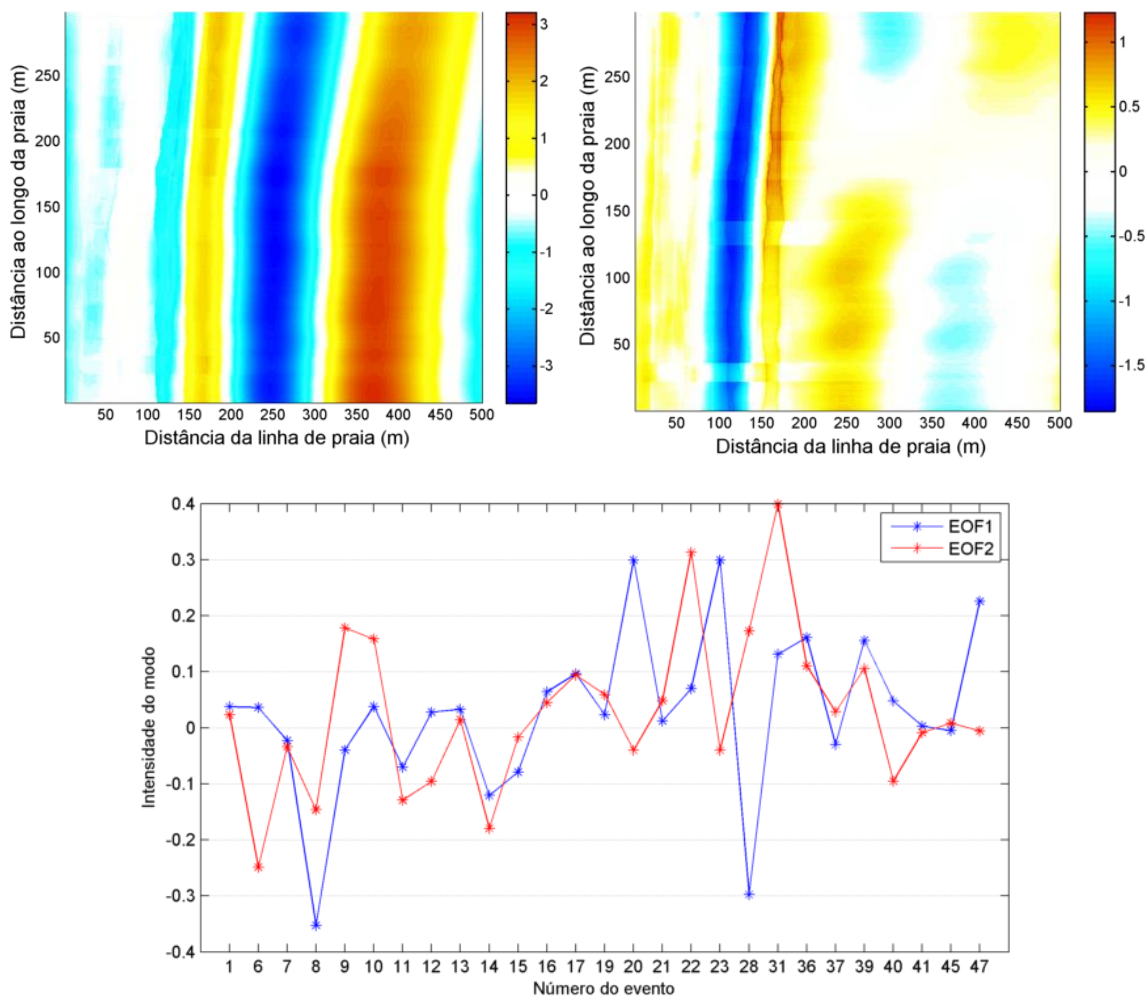 3
2
1
0
-1
-2
-3
250
200
150
100
50
Distância ao longo da praia (m)
50 100 150 200 250 300 350 400 450 500
Distância da linha de praia (m)
1
0.5
0
-0.5
-1
-1.5
250
200
150
100
50
Distância ao longo da praia (m)
50 100 150 200 250 300 350 400 450 500
Distância da linha de praia (m)
0.4
0.3
0.2
0.1
0
-0.1
-0.2
-0.3
-0.4
Intensidade do modo
EOF1
EOF2
1 6 7 8 9 10 11 12 13 14 15 16 17 19 20 21 22 23 28 31 36 37 39 40 41 45 47
Número do evento